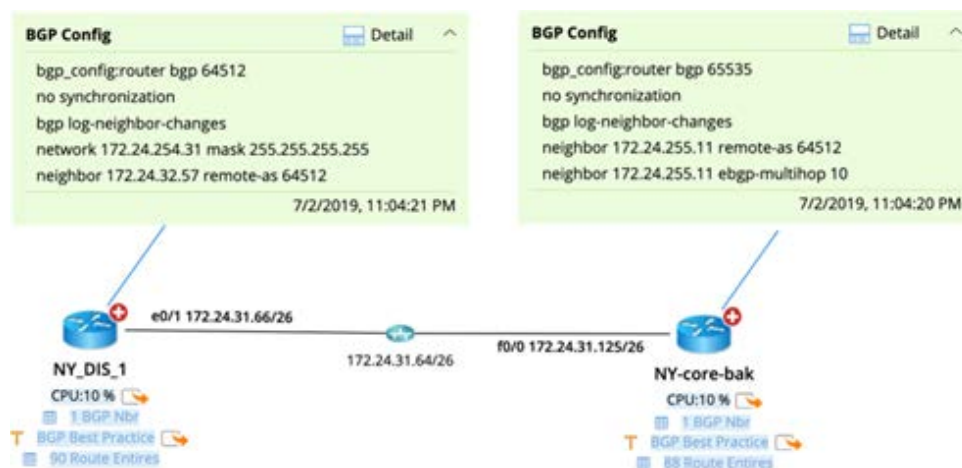 BGP Config
Detail
bgp_config:router bgp 64512
no synchronization
bgp log-neighbor-changes
network 172.24.254.31 mask 255.255.255.255
neighbor 172.24.32.57 remote-as 64512
7/2/2019, 11:04:21 PM
BGP Config
Detail
bgp_config:router bgp 65535
no synchronization
bgp log-neighbor-changes
neighbor 172.24.255.11 remote-as 64512
neighbor 172.24.255.11 ebgp-multihop 10
7/2/2019, 11:04:20 PM
e0/1 172.24.31.66/26
172.24.31.64/26
f0/0 172.24.31.125/26
NY_DIS_1
CPU:10 %
1 BGP Nbr
T BGP Best Practice
90 Route Entires
NY-core-bak
CPU:10 %
1 BGP Nbr
T BGP Best Practice
88 Route Entires